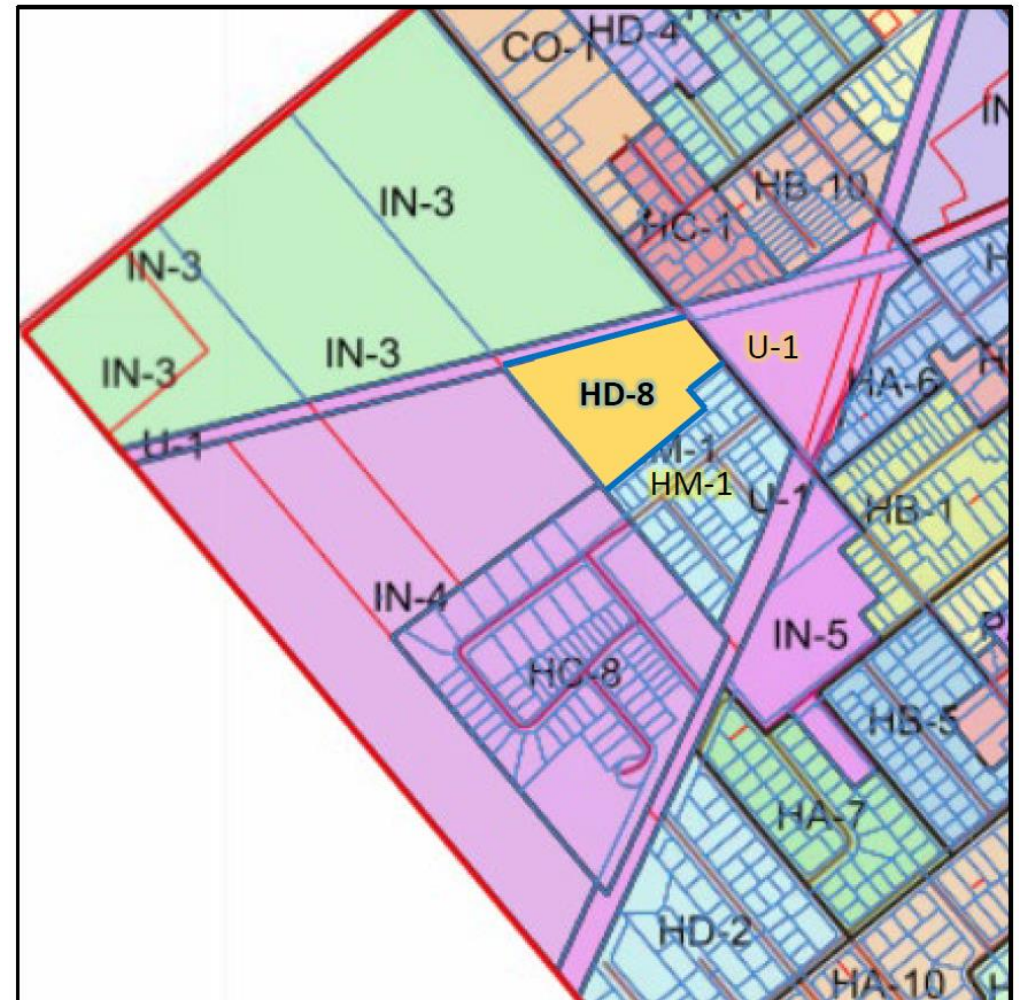 HD-4
HA-1
CO-1
IN
HB-10
IN-3
HC-1
IN-3
U-1
IN-3
IN-3
HA-6
HD-8
HM-1
U-1
U-1
HB-1
IN-4
IN-5
HC-8
HB-5
HA-7
HD-2
HA-10